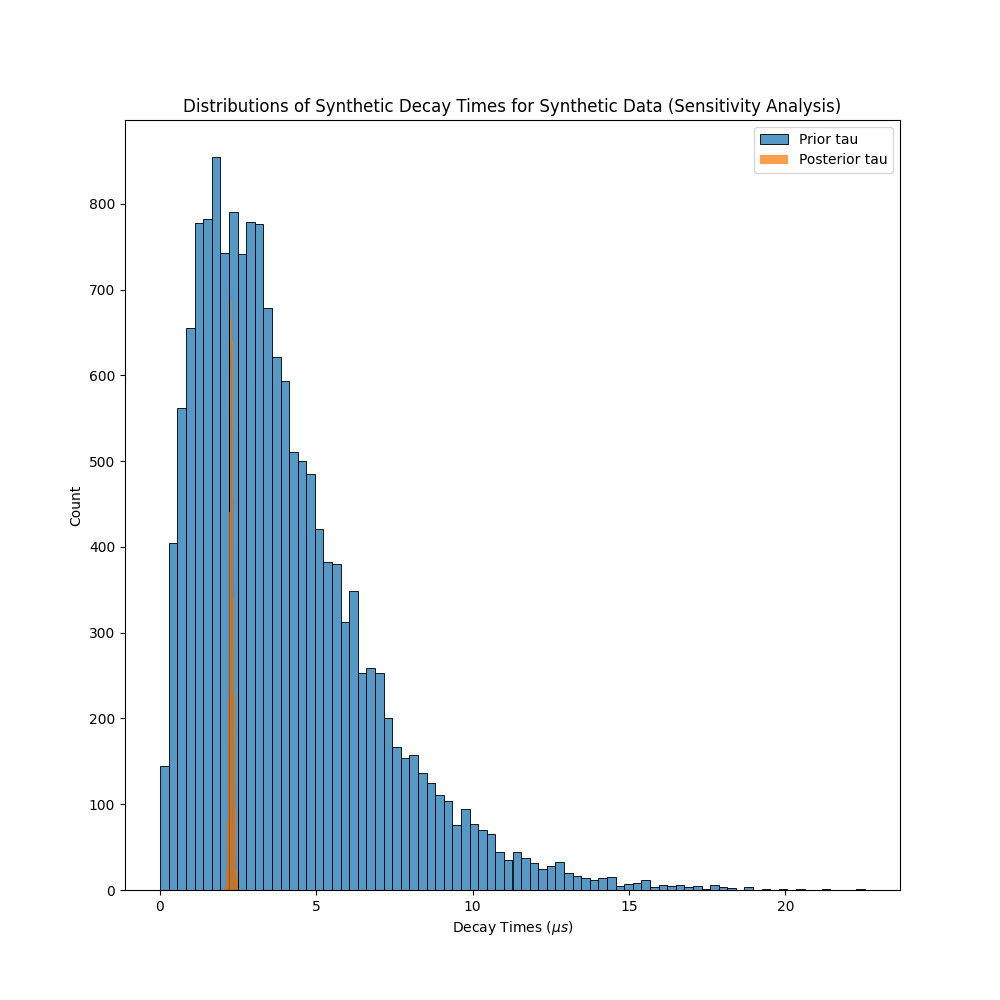 Distributions of Synthetic Decay Times for Synthetic Data (Sensitivity Analysis)
Prior tau
Posterior tau
Count
800
700
600
500
400
300
200
100
0
0 5 10 15 20
Decay Times (μs)